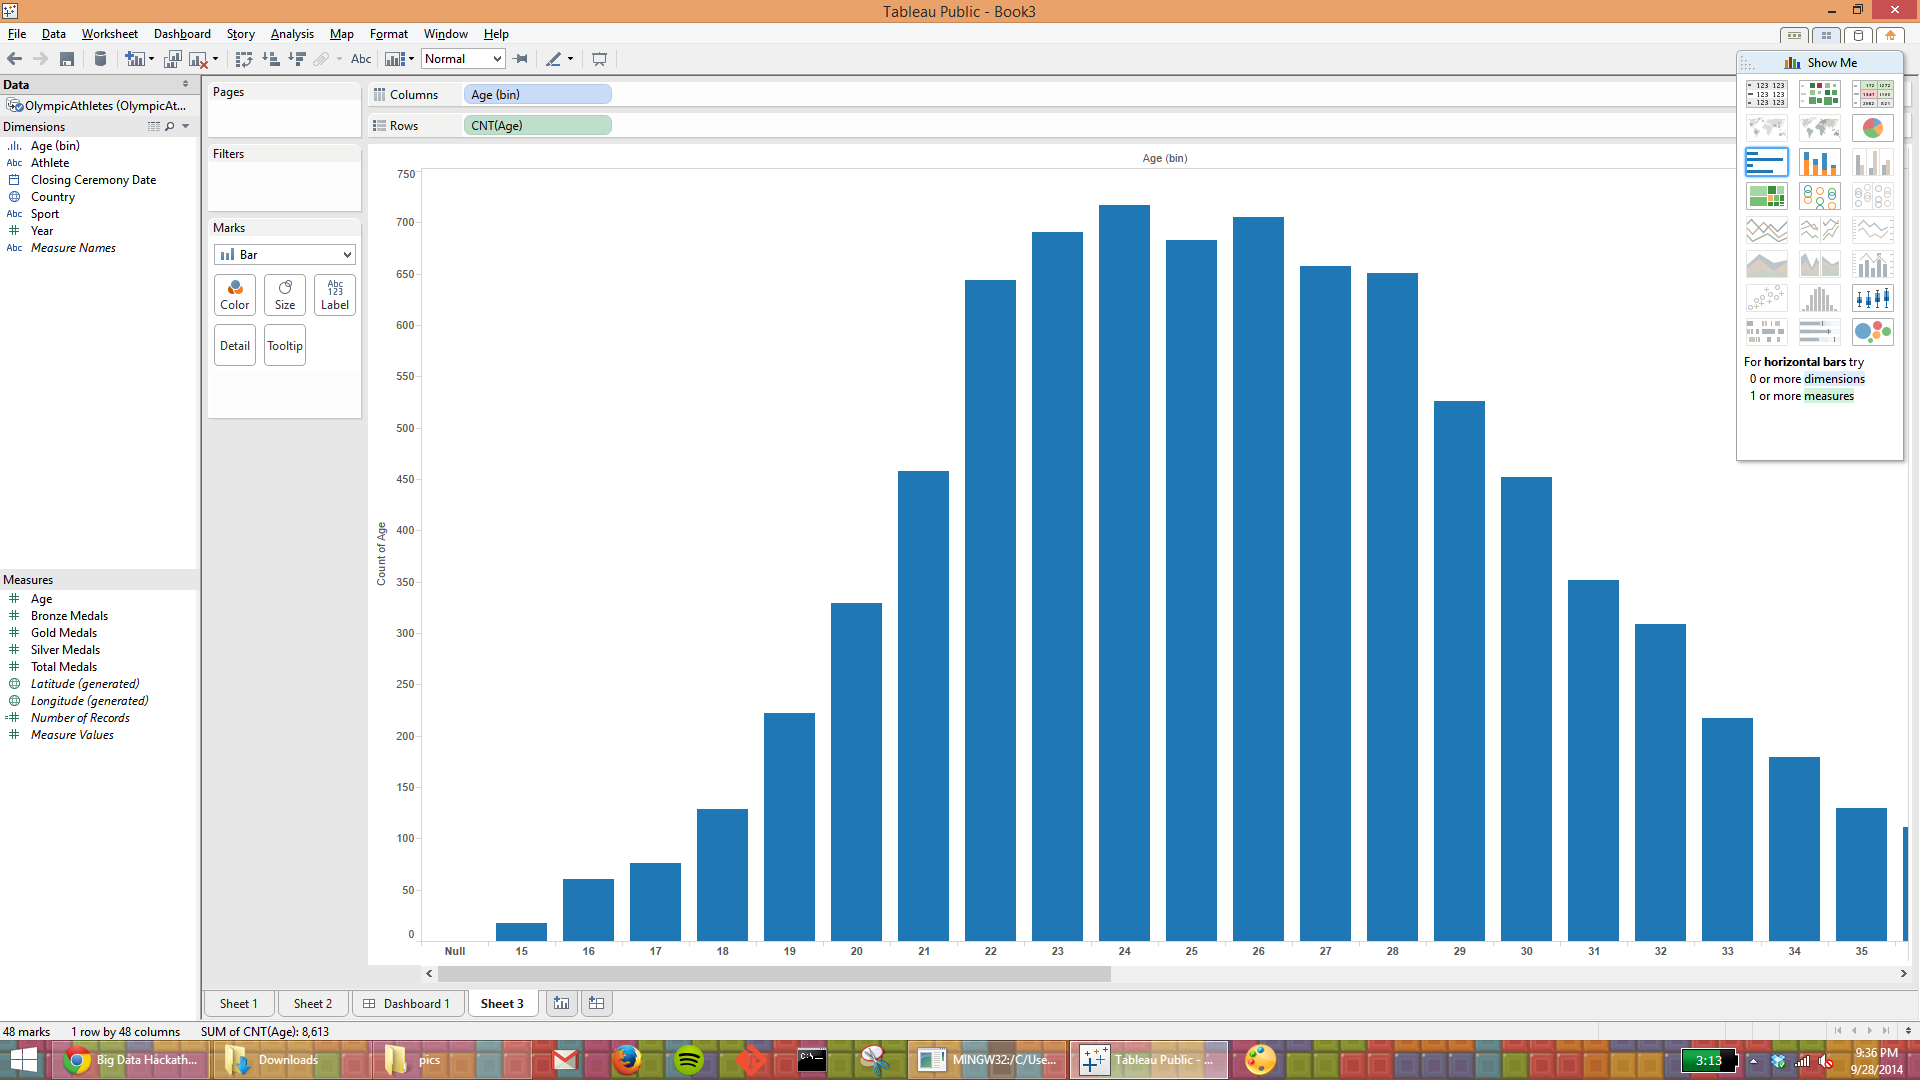 Tableau Public - Book3
File Data Worksheet Dashboard Story Analysis Map Format Window Help
Abc Normal
Show Me
Data
OlympicAthletes (OlympicAt...
Dimensions
Age (bin)
Abc Athlete
Closing Ceremony Date
Country
Abc Sport
Year
Abc Measure Names
Measures
Age
Bronze Medals
Gold Medals
Silver Medals
Total Medals
Latitude (generated)
Longitude (generated)
Number of Records
Measure Values
Pages
Filters
Marks
Bar
Color Size Abc 123 Label
Detail Tooltip
Columns Age (bin)
Rows CNT(Age)
Age (bin)
Count of Age
750
700
650
600
550
500
450
400
350
300
250
200
150
100
50
0
Null 15 16 17 18 19 20 21 22 23 24 25 26 27 28 29 30 31 32 33 34 35
For horizontal bars try
0 or more dimensions
1 or more measures
Sheet 1 Sheet 2 Dashboard 1 Sheet 3
48 marks 1 row by 48 columns SUM of CNT(Age): 8,613
Big Data Hackath... Downloads pics MINGW32:/C/Use... Tableau Public - ... 3:13
9:36 PM
9/28/2014